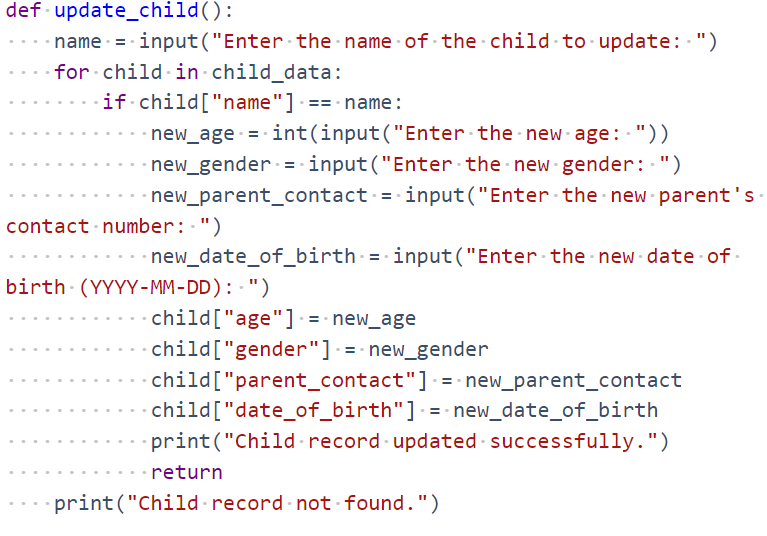 def update_child():
    name = input("Enter the name of the child to update: ")
    for child in child_data:
        if child["name"] == name:
            new_age = int(input("Enter the new age: "))
            new_gender = input("Enter the new gender: ")
            new_parent_contact = input("Enter the new parent's
contact number: ")
            new_date_of_birth = input("Enter the new date of
birth (YYYY-MM-DD): ")
            child["age"] = new_age
            child["gender"] = new_gender
            child["parent_contact"] = new_parent_contact
            child["date_of_birth"] = new_date_of_birth
            print("Child record updated successfully.")
            return
    print("Child record not found.")